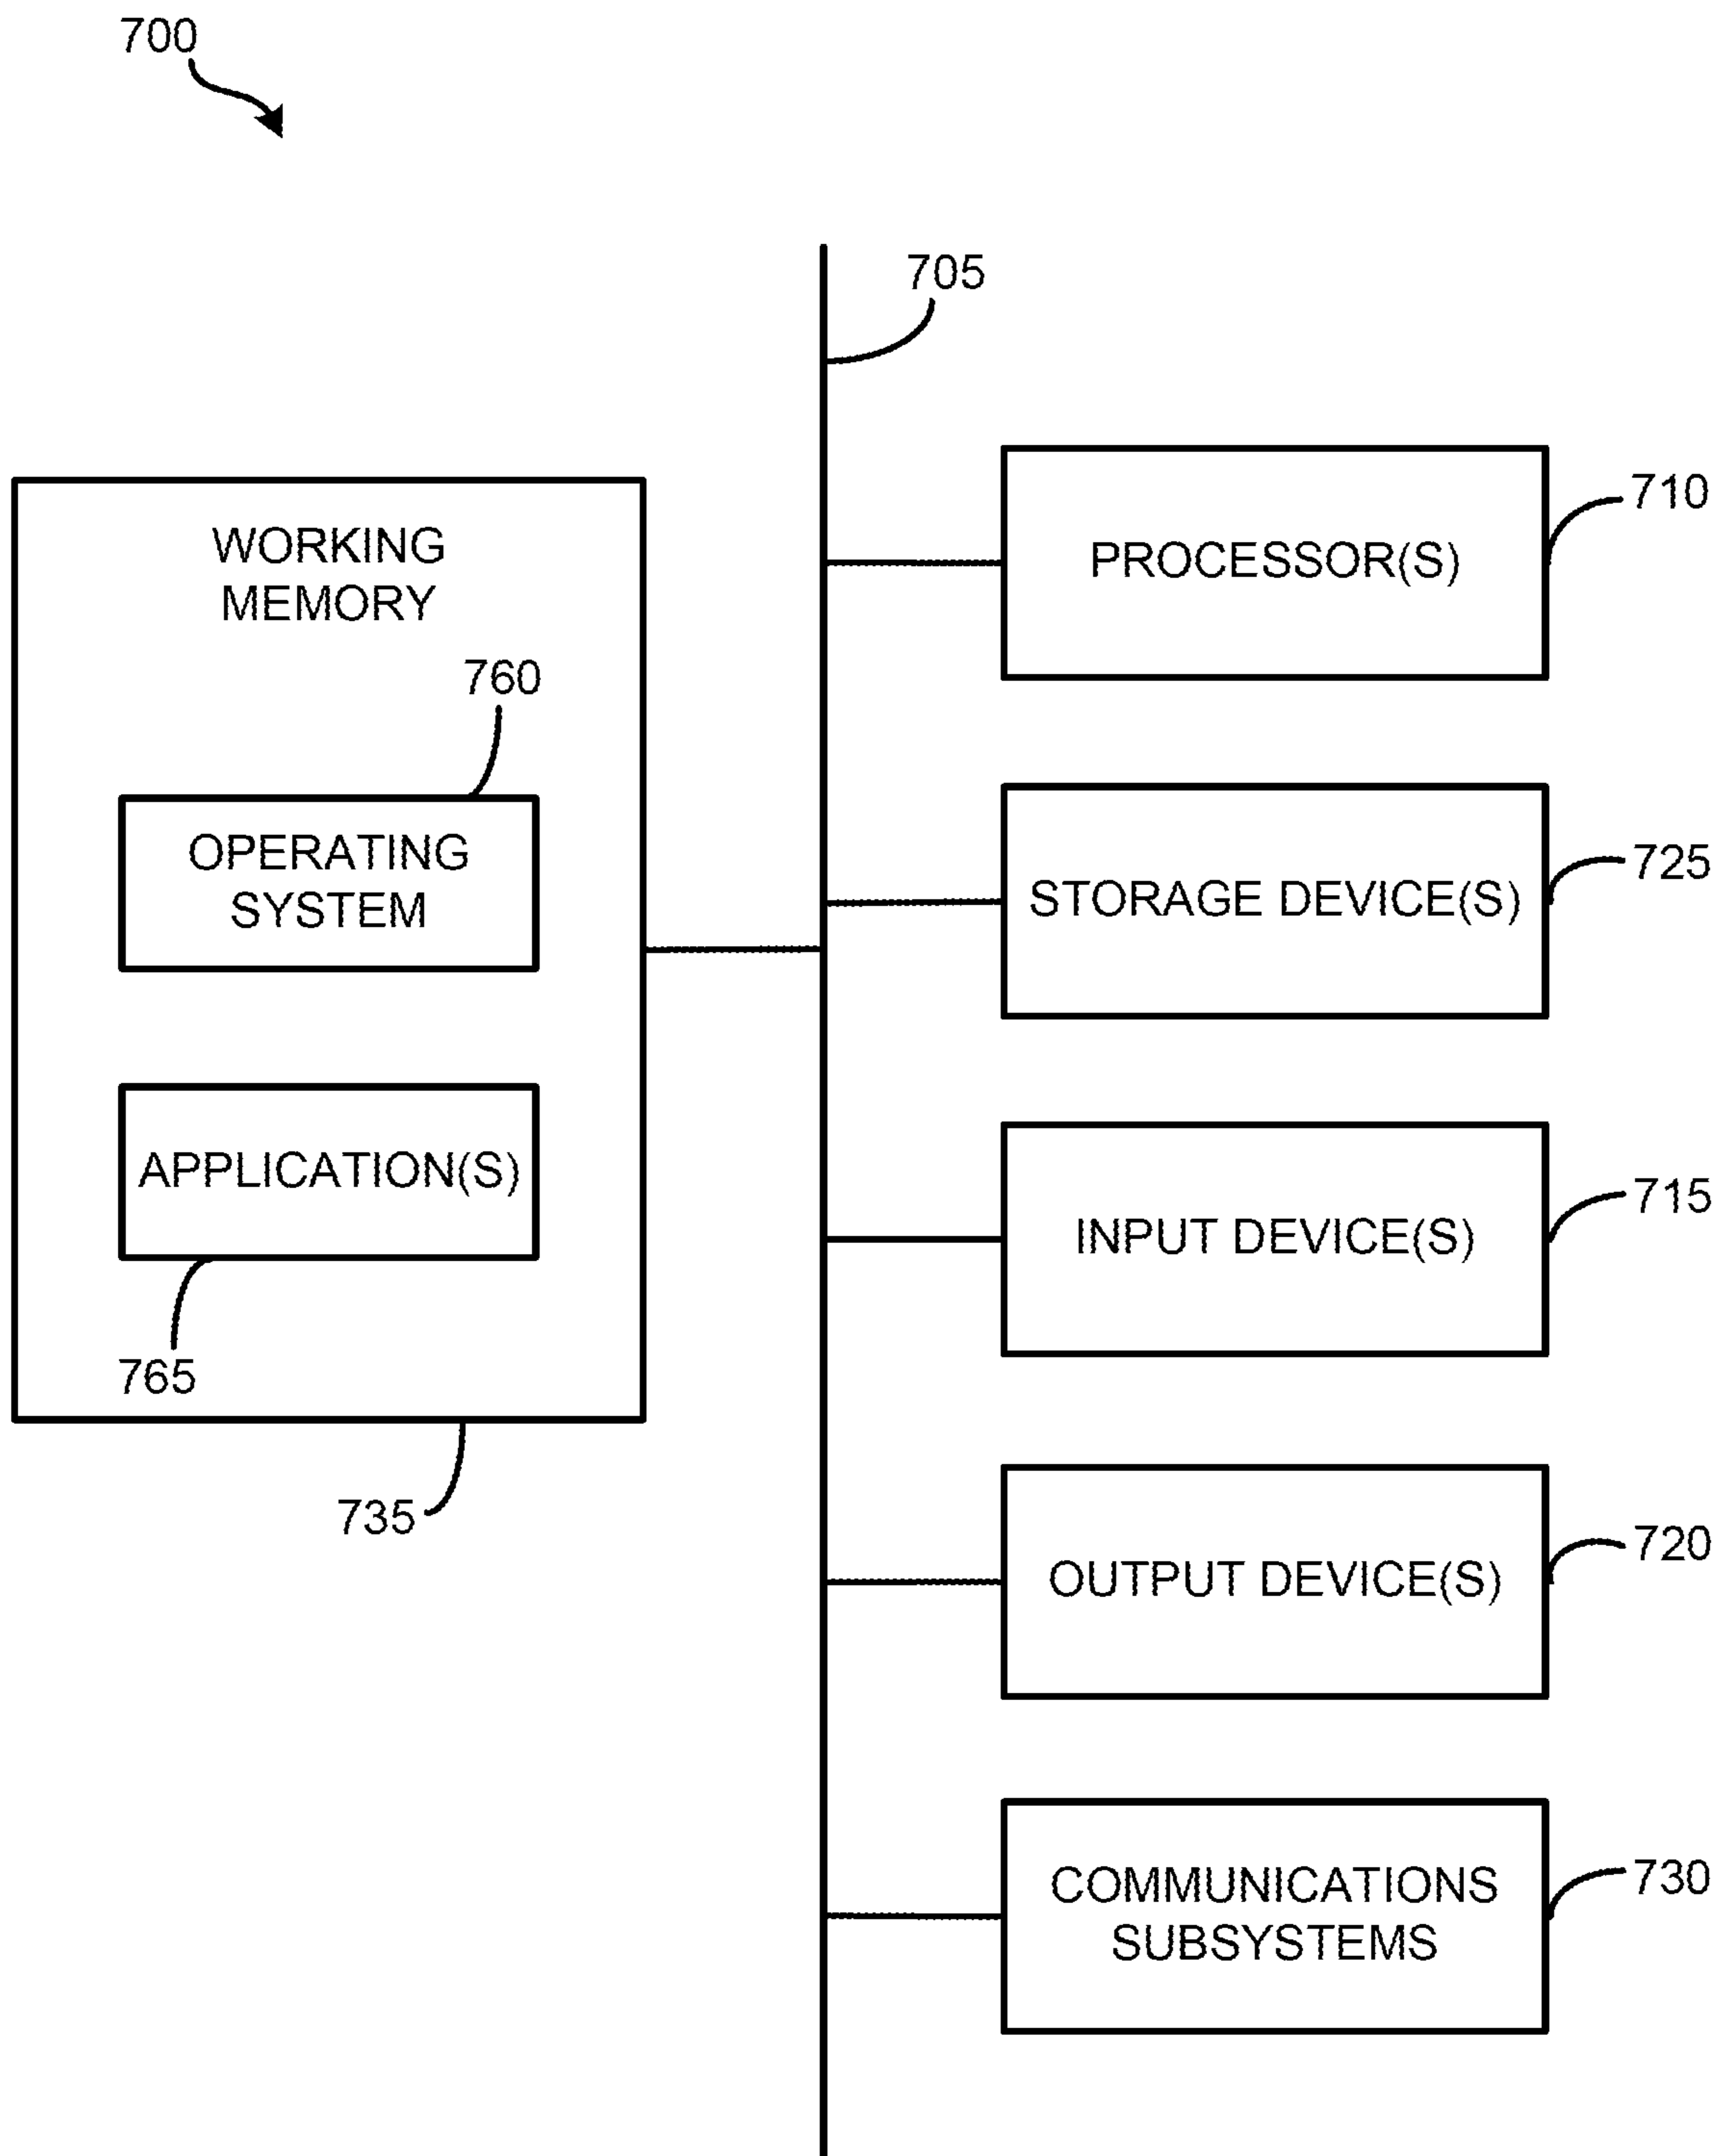 700
705
WORKING
MEMORY
760
OPERATING
SYSTEM
APPLICATION(S)
765
735
PROCESSOR(S)
710
STORAGE DEVICE(S)
725
INPUT DEVICE(S)
715
OUTPUT DEVICE(S)
720
COMMUNICATIONS
SUBSYSTEMS
730